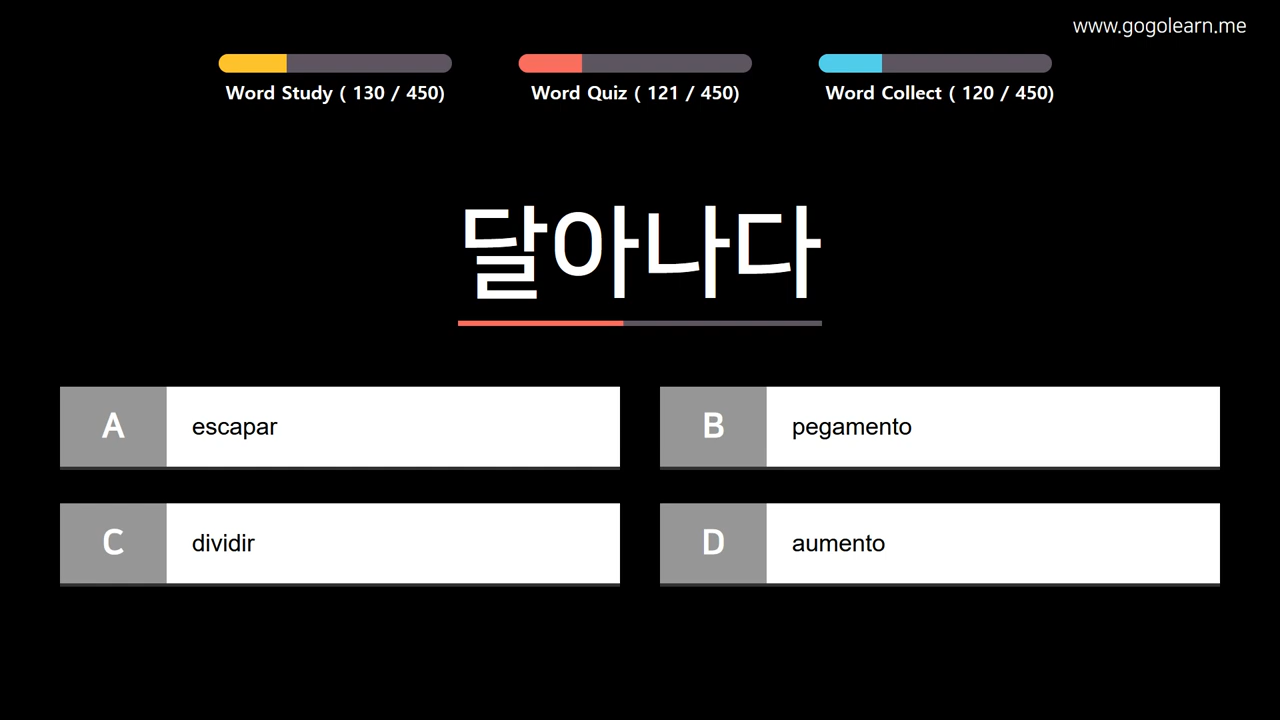 www.gogolearn.me
Word Study ( 130 / 450)
Word Quiz ( 121 / 450)
Word Collect ( 120 / 450)
달아나다
A escapar
B pegamento
C dividir
D aumento